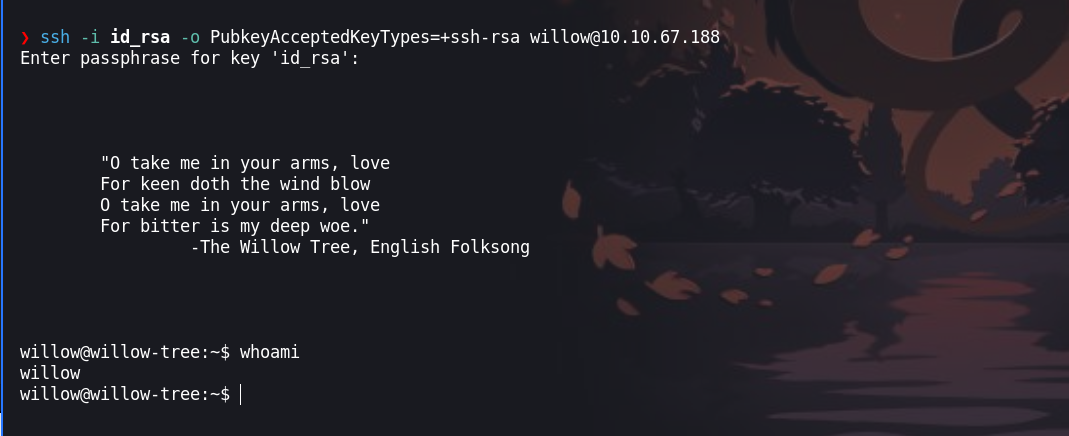 ❯ ssh -i id_rsa -o PubkeyAcceptedKeyTypes=+ssh-rsa willow@10.10.67.188
Enter passphrase for key 'id_rsa':
"O take me in your arms, love
For keen doth the wind blow
O take me in your arms, love
For bitter is my deep woe."
-The Willow Tree, English Folksong
willow@willow-tree:~$ whoami
willow
willow@willow-tree:~$